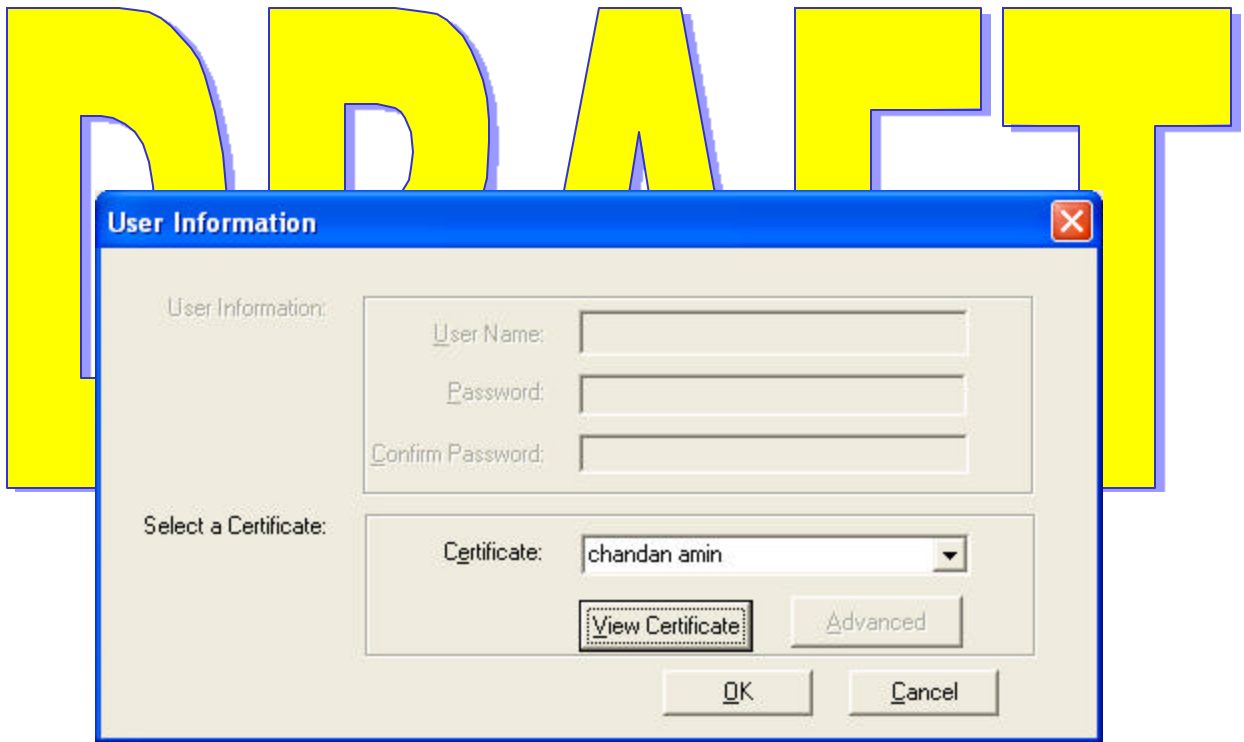 DRAFT
User Information
User Information:
User Name:
Password:
Confirm Password:
Select a Certificate:
Certificate:
chandan amin
View Certificate
Advanced
OK
Cancel